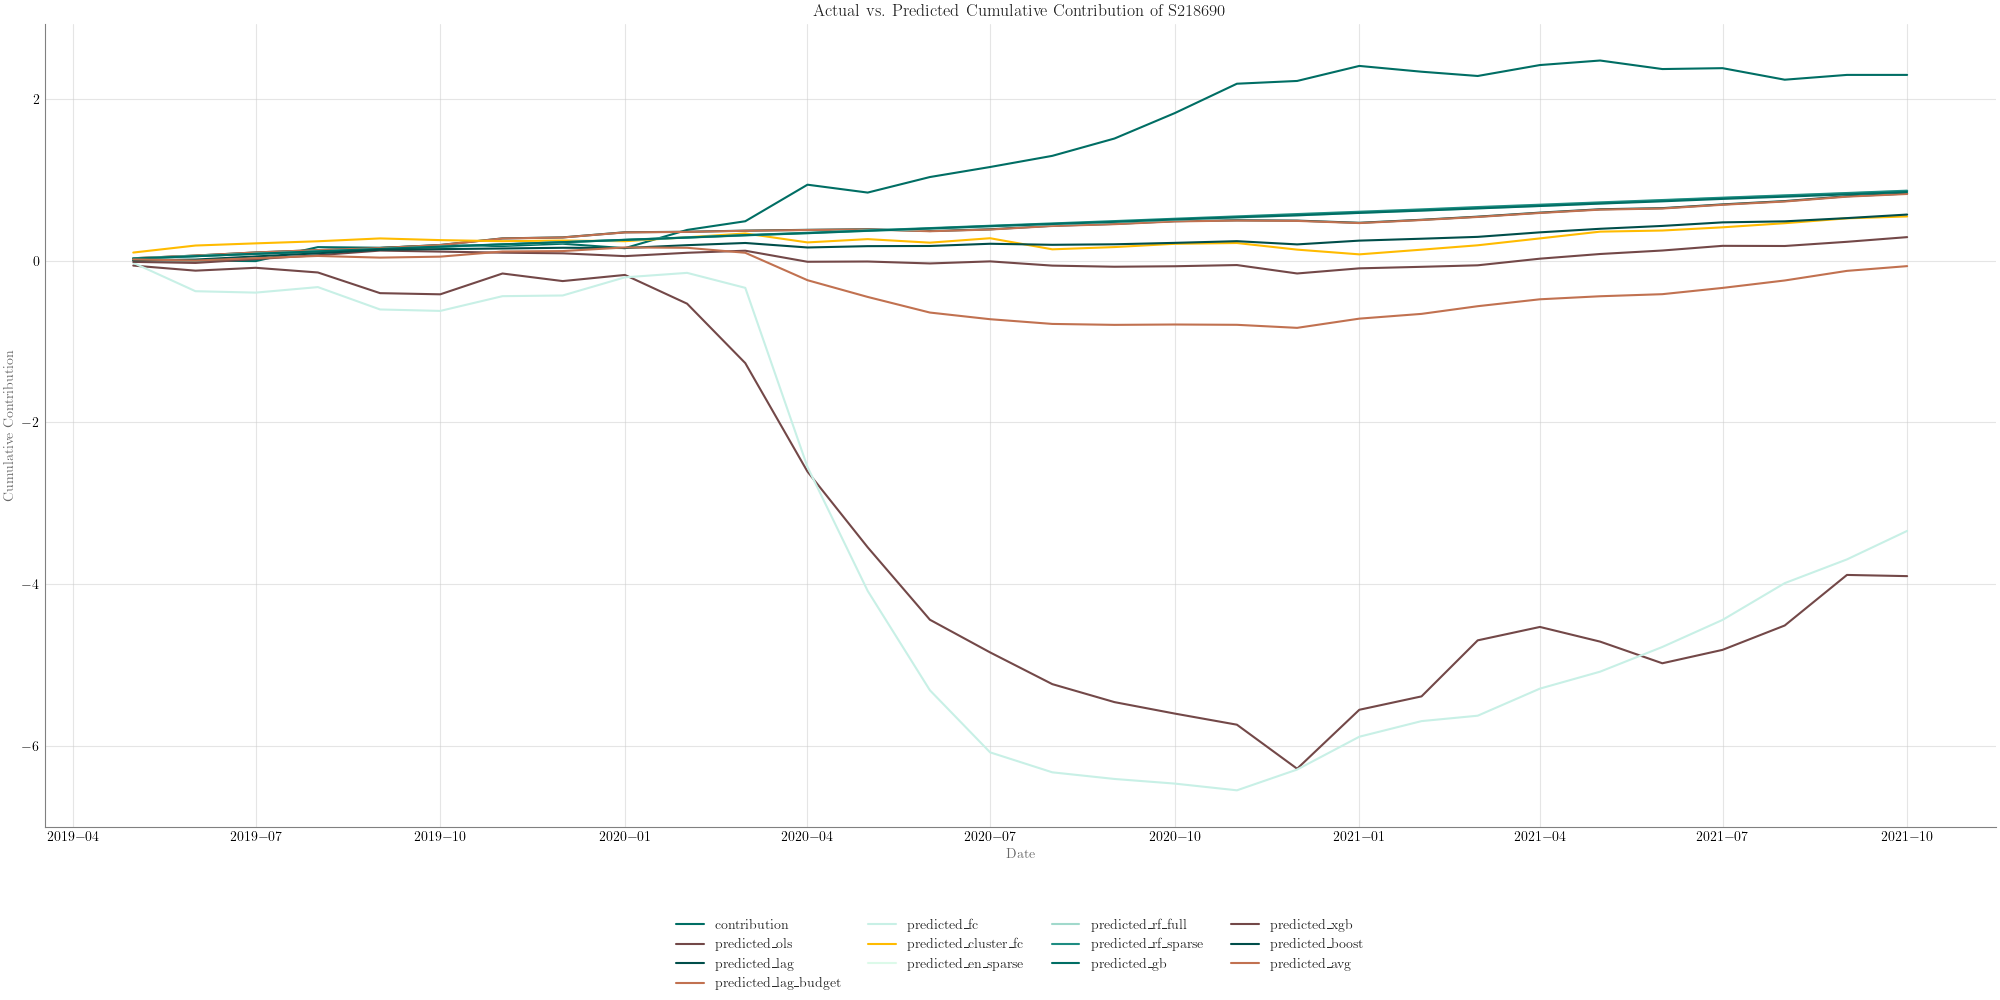 Actual vs. Predicted Cumulative Contribution of S218690
Cumulative Contribution
2
0
−2
−4
−6
2019−04 2019−07 2019−10 2020−01 2020−04 2020−07 2020−10 2021−01 2021−04 2021−07 2021−10
Date
contribution predicted_fc predicted_rf_full predicted_xgb
predicted_ols predicted_cluster_fc predicted_rf_sparse predicted_boost
predicted_lag predicted_en_sparse predicted_gb predicted_avg
predicted_lag_budget